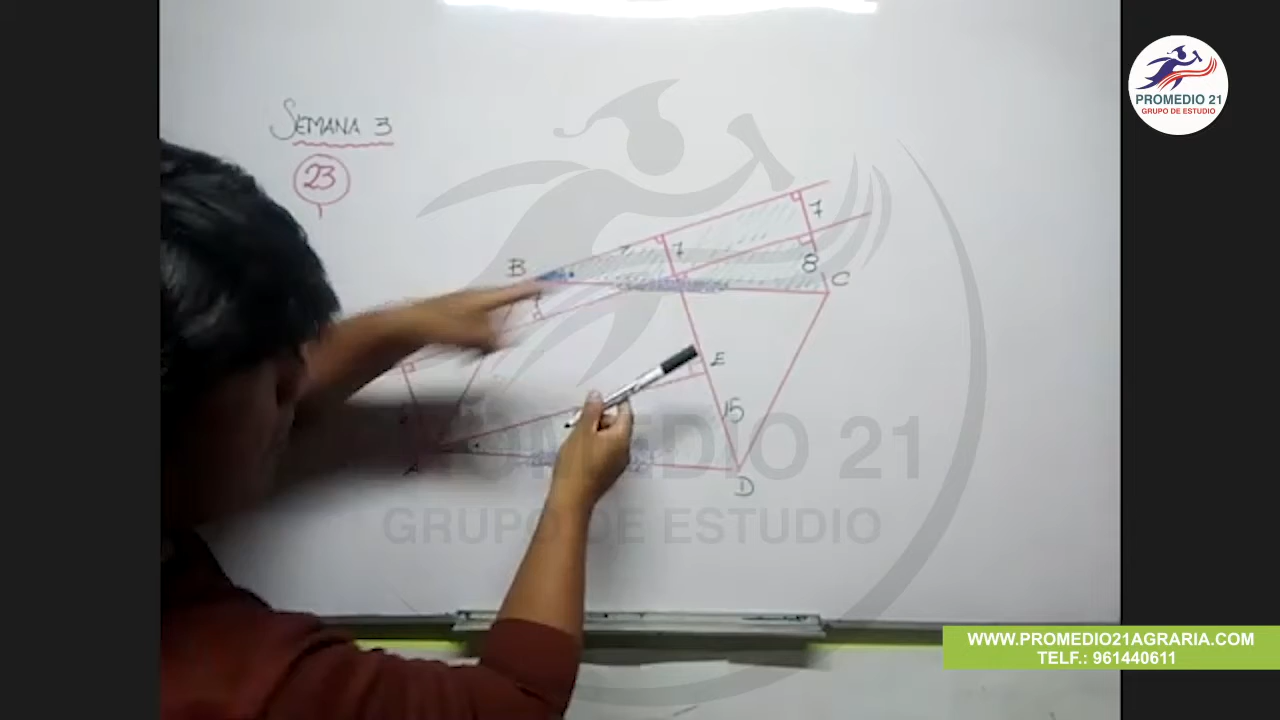 PROMEDIO 21
GRUPO DE ESTUDIO
SEMANA 3
23
7
7
B
8
C
E
15
A
D
PROMEDIO 21
GRUPO DE ESTUDIO
WWW.PROMEDIO21AGRARIA.COM
TELF.: 961440611